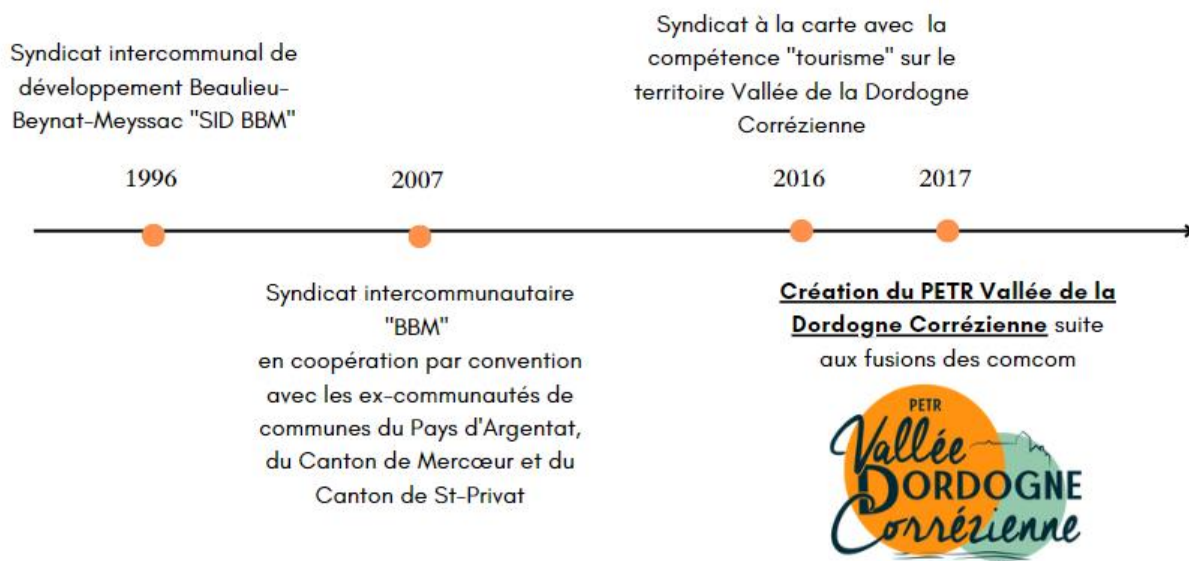 Syndicat intercommunal de
développement Beaulieu-
Beynat-Meyssac "SID BBM"
1996
2007
Syndicat à la carte avec la
compétence "tourisme" sur le
territoire Vallée de la Dordogne
Corrézienne
2016
2017
Syndicat intercommunautaire
"BBM"
en coopération par convention
avec les ex-communautés de
communes du Pays d'Argentat,
du Canton de Mercœur et du
Canton de St-Privat
Création du PETR Vallée de la
Dordogne Corrézienne suite
aux fusions des comcom
PETR
Vallée
DORDOGNE
Corrézienne